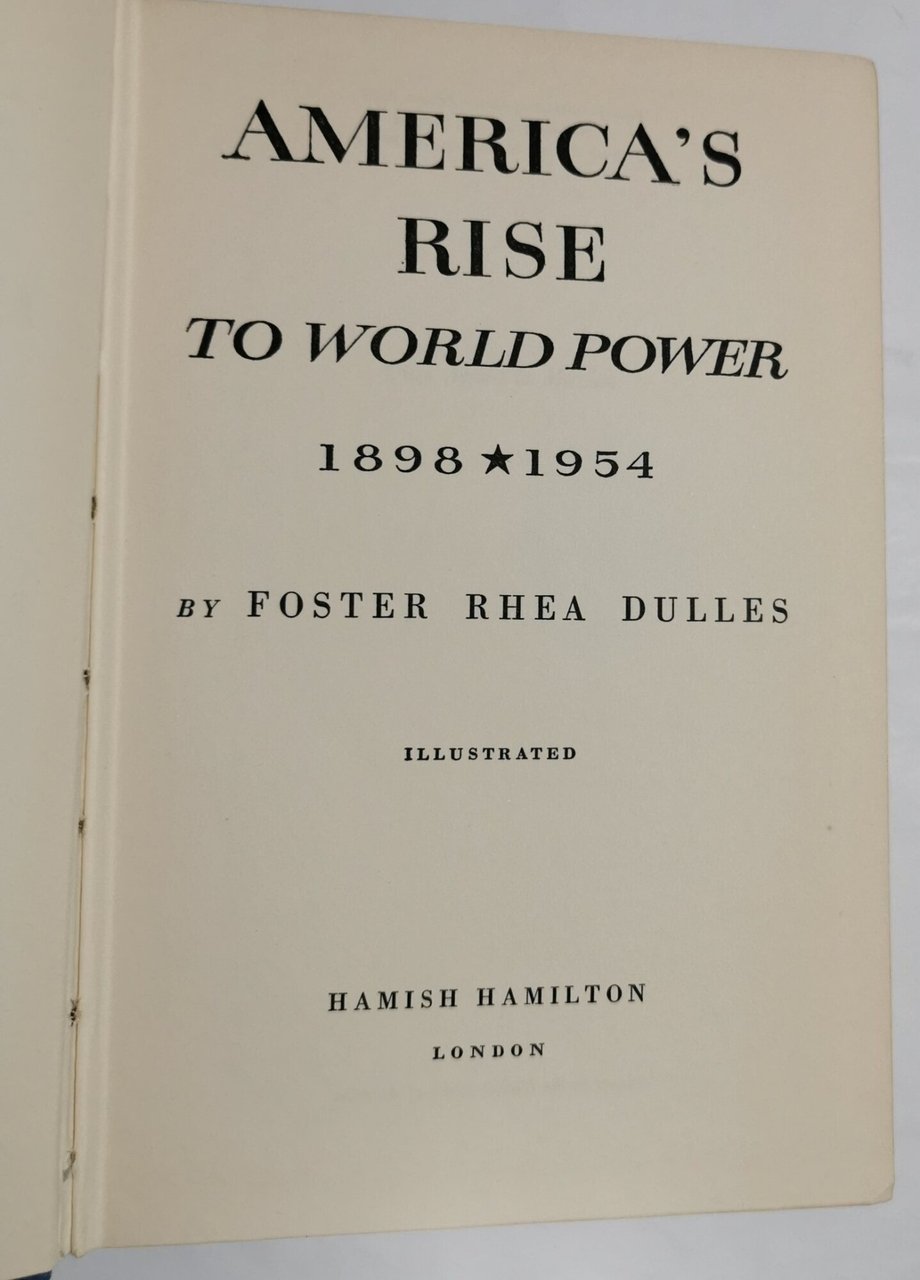 AMERICA'S
RISE
TO WORLD POWER
1898 ★ 1954
BY FOSTER RHEA DULLES
ILLUSTRATED
HAMISH HAMILTON
LONDON